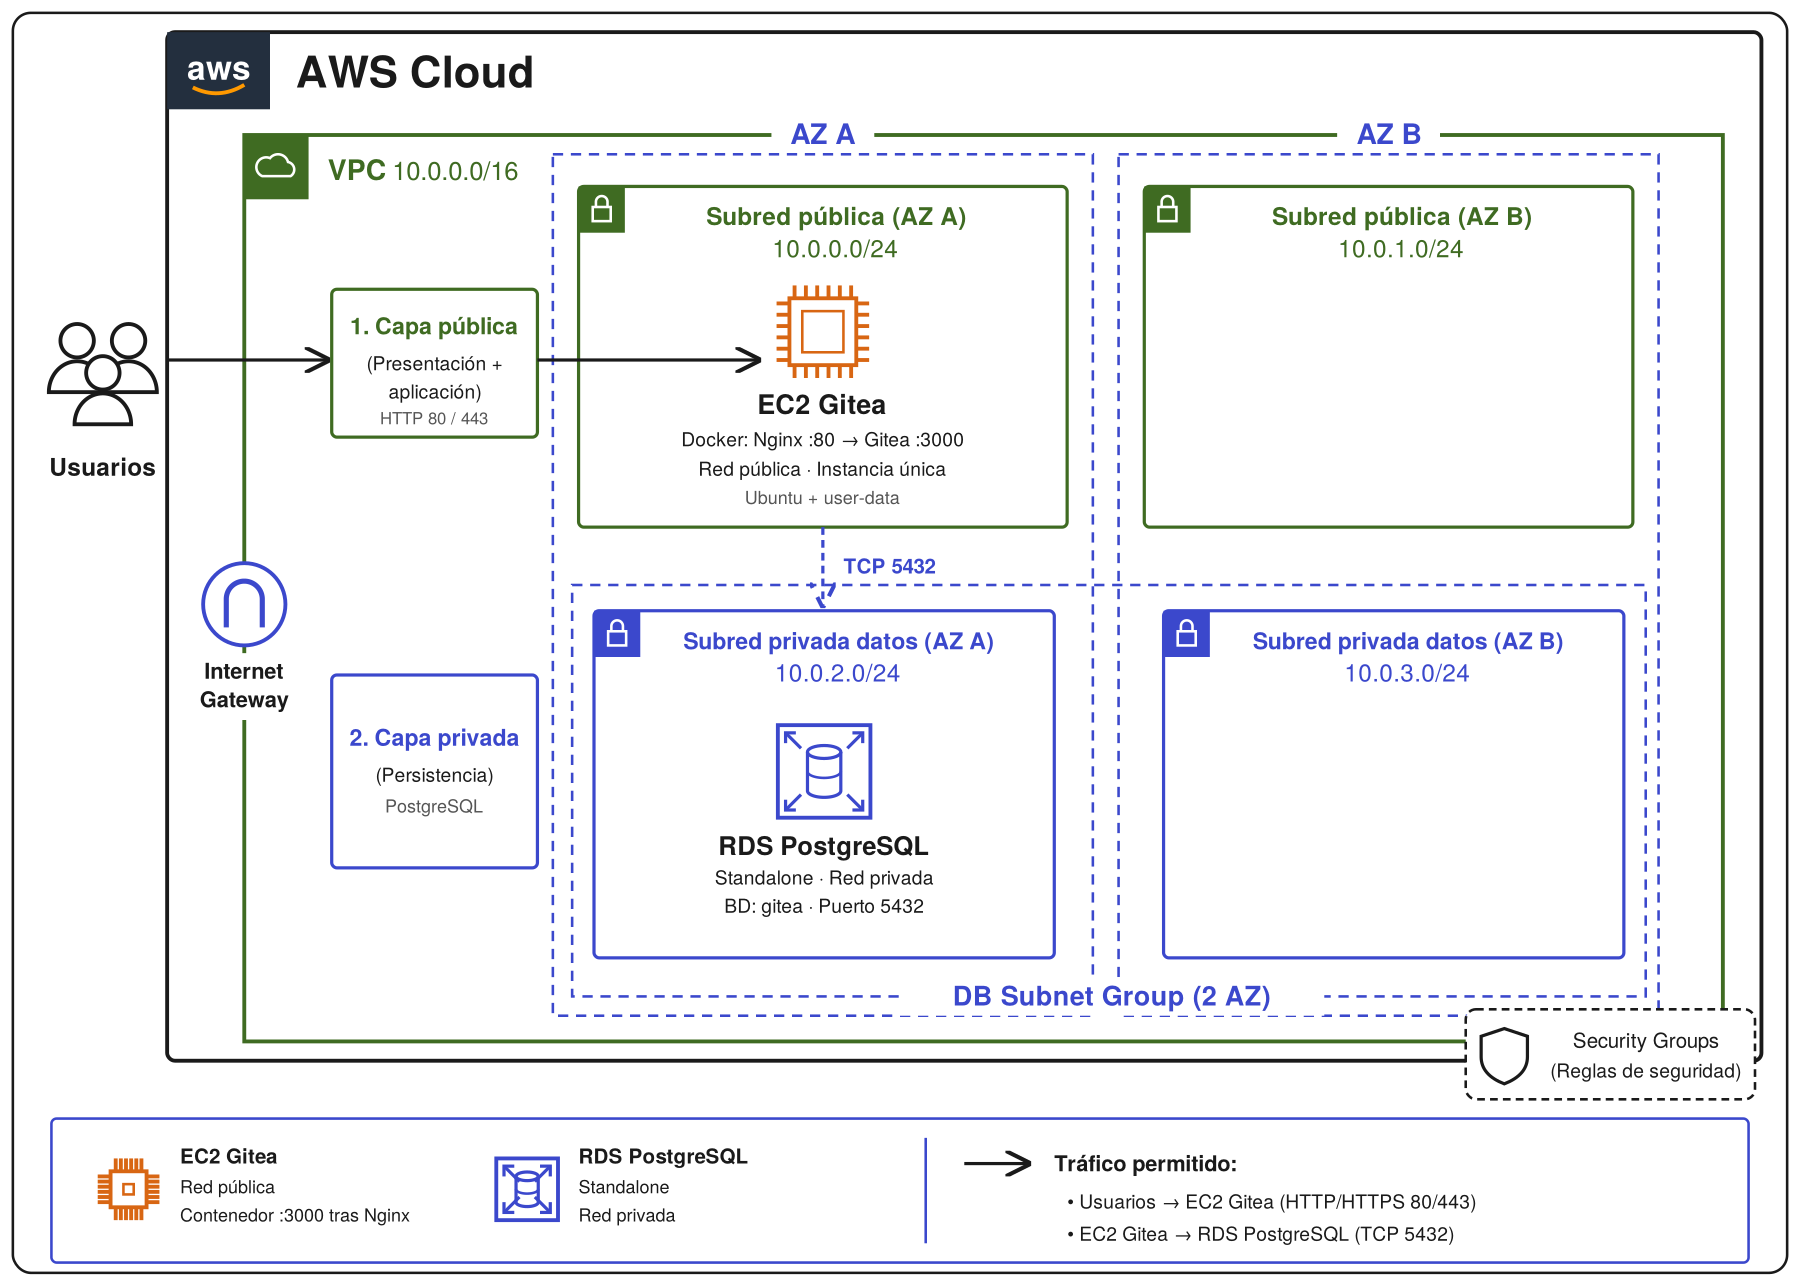 aws
AWS Cloud
VPC 10.0.0.0/16
AZ A
AZ B
Subred pública (AZ A)
10.0.0.0/24
Subred pública (AZ B)
10.0.1.0/24
1. Capa pública
(Presentación +
aplicación)
HTTP 80 / 443
Usuarios
EC2 Gitea
Docker: Nginx :80 → Gitea :3000
Red pública · Instancia única
Ubuntu + user-data
TCP 5432
Internet
Gateway
2. Capa privada
(Persistencia)
PostgreSQL
Subred privada datos (AZ A)
10.0.2.0/24
Subred privada datos (AZ B)
10.0.3.0/24
RDS PostgreSQL
Standalone · Red privada
BD: gitea · Puerto 5432
DB Subnet Group (2 AZ)
Security Groups
(Reglas de seguridad)
EC2 Gitea
Red pública
Contenedor :3000 tras Nginx
RDS PostgreSQL
Standalone
Red privada
Tráfico permitido:
• Usuarios → EC2 Gitea (HTTP/HTTPS 80/443)
• EC2 Gitea → RDS PostgreSQL (TCP 5432)